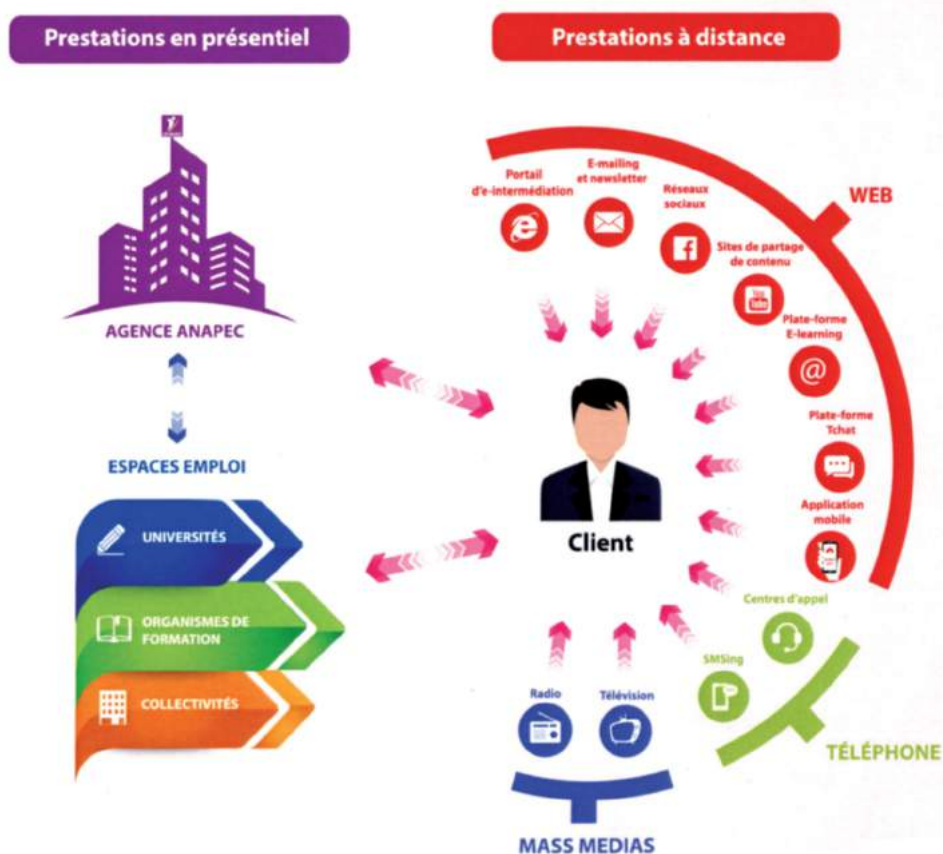 Prestations en présentiel
Prestations à distance
AGENCE ANAPEC
ESPACES EMPLOI
UNIVERSITÉS
ORGANISMES DE
FORMATION
COLLECTIVITÉS
Portail
d'e-intermédiation
E-mailing
et newsletter
Réseaux
sociaux
WEB
Sites de partage
de contenu
You
Tube
Plate-forme
E-learning
@
Plate-forme
Tchat
Application
mobile
Client
Centres d'appel
SMSing
TÉLÉPHONE
Radio
Télévision
MASS MEDIAS